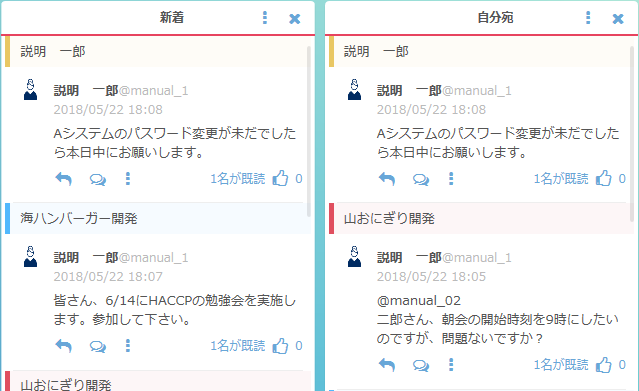 新着
説明　一郎
説明　一郎@manual_1
2018/05/22 18:08
Aシステムのパスワード変更が未だでした
ら本日中にお願いします。
1名が既読 0
海ハンバーガー開発
説明　一郎@manual_1
2018/05/22 18:07
皆さん、6/14にHACCPの勉強会を実施し
ます。参加して下さい。
1名が既読 0
山おにぎり開発
自分宛
説明　一郎
説明　一郎@manual_1
2018/05/22 18:08
Aシステムのパスワード変更が未だでした
ら本日中にお願いします。
1名が既読 0
山おにぎり開発
説明　一郎@manual_1
2018/05/22 18:05
@manual_02
二郎さん、朝会の開始時刻を9時にしたい
のですが、問題ないですか？
1名が既読 0